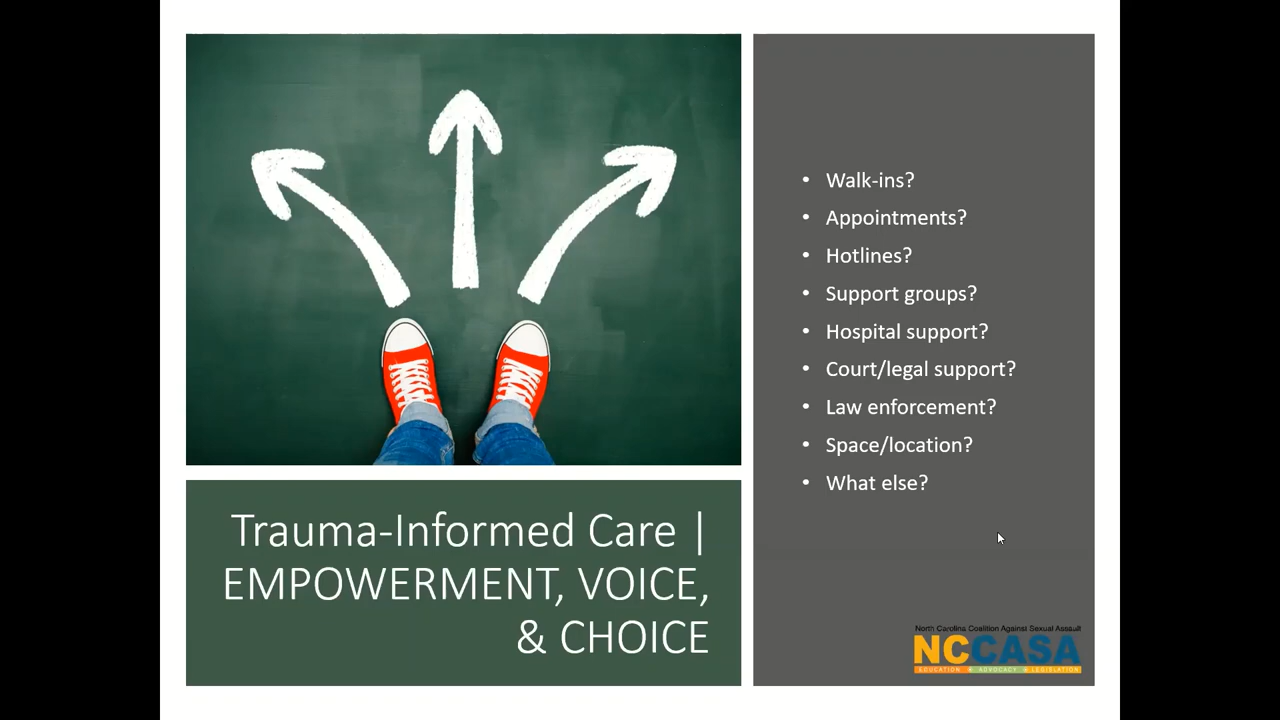 Trauma-Informed Care |
EMPOWERMENT, VOICE,
& CHOICE
• Walk-ins?
• Appointments?
• Hotlines?
• Support groups?
• Hospital support?
• Court/legal support?
• Law enforcement?
• Space/location?
• What else?
North Carolina Coalition Against Sexual Assault
NCCASA
EDUCATION + ADVOCACY + LEGISLATION